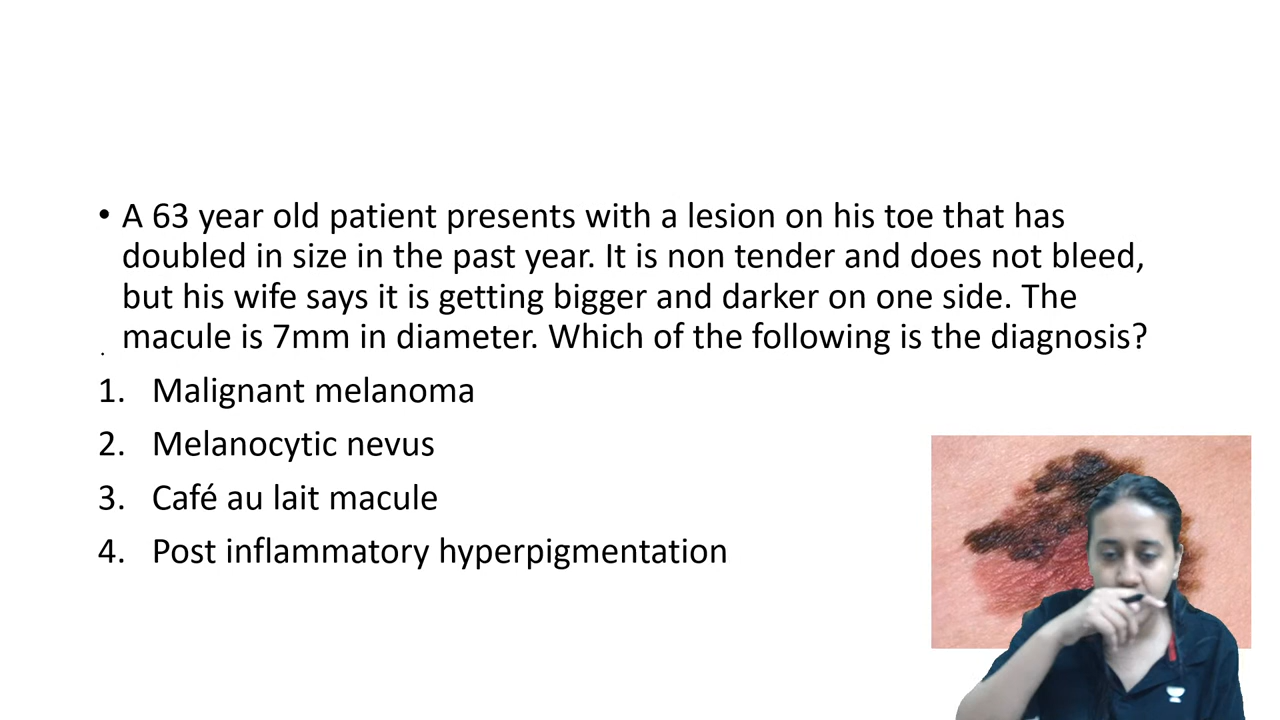 • A 63 year old patient presents with a lesion on his toe that has
doubled in size in the past year. It is non tender and does not bleed,
but his wife says it is getting bigger and darker on one side. The
macule is 7mm in diameter. Which of the following is the diagnosis?
1. Malignant melanoma
2. Melanocytic nevus
3. Café au lait macule
4. Post inflammatory hyperpigmentation